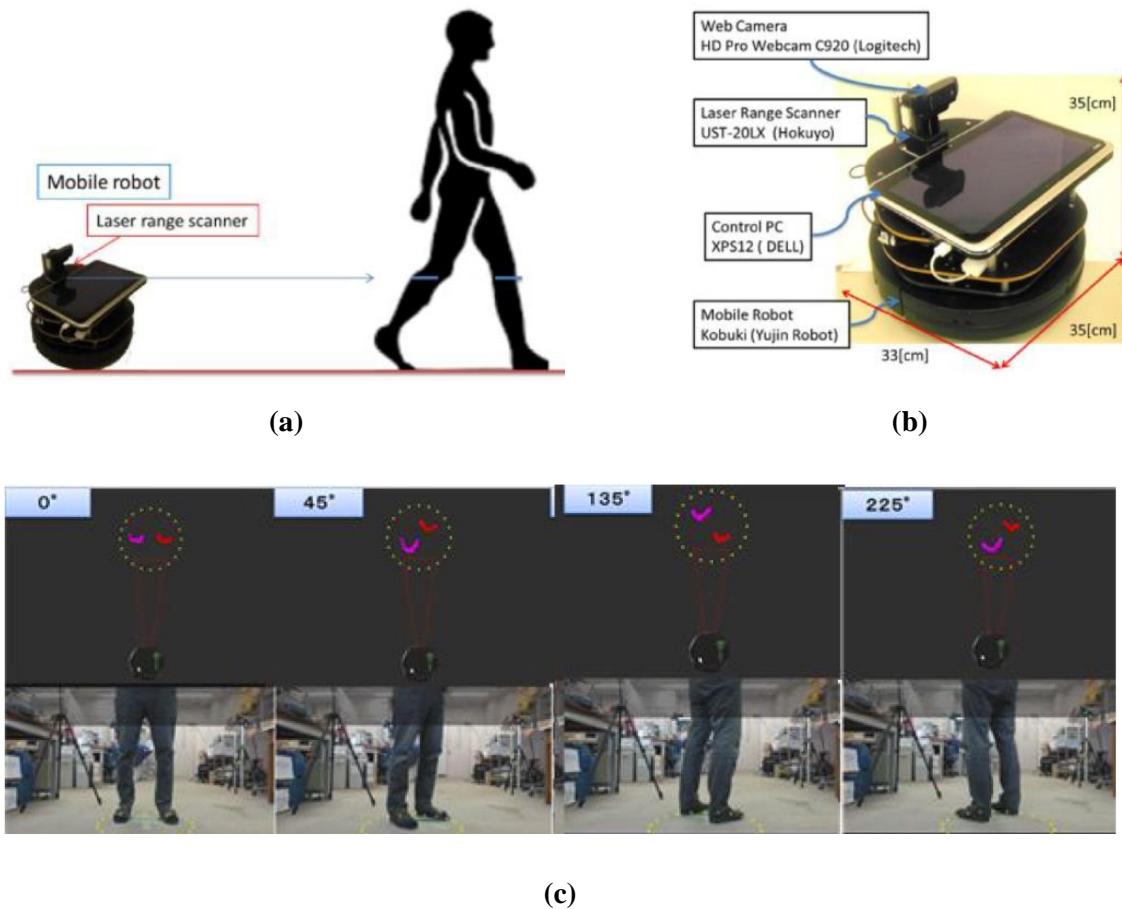 Mobile robot
Laser range scanner
(a)
Web Camera
HD Pro Webcam C920 (Logitech)
35[cm]
Laser Range Scanner
UST-20LX (Hokuyo)
Control PC
XPS12 ( DELL)
Mobile Robot
Kobuki (Yujin Robot)
33[cm]
35[cm]
(b)
0°
45°
135°
225°
(c)